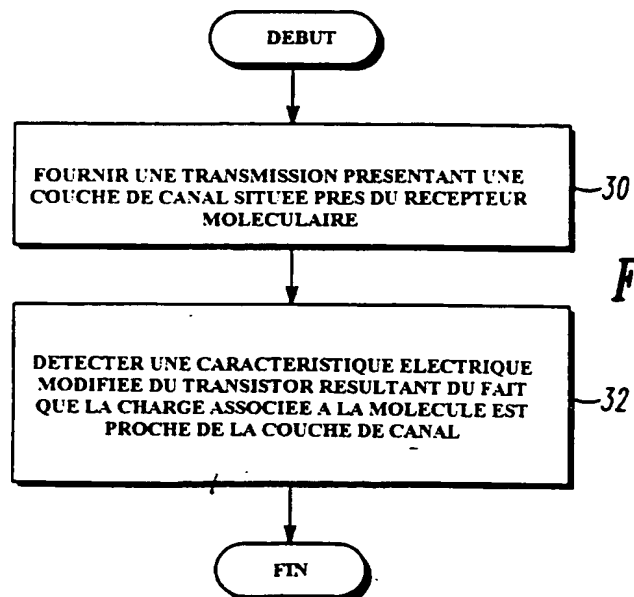 DEBUT
FOURNIR UNE TRANSMISSION PRESENTANT UNE
COUCHE DE CANAL SITUEE PRES DU RECEPTEUR
MOLECULAIRE
30
F
DETECTER UNE CARACTERISTIQUE ELECTRIQUE
MODIFIEE DU TRANSISTOR RESULTANT DU FAIT
QUE LA CHARGE ASSOCIEE A LA MOLECULE EST
PROCHE DE LA COUCHE DE CANAL
32
FIN